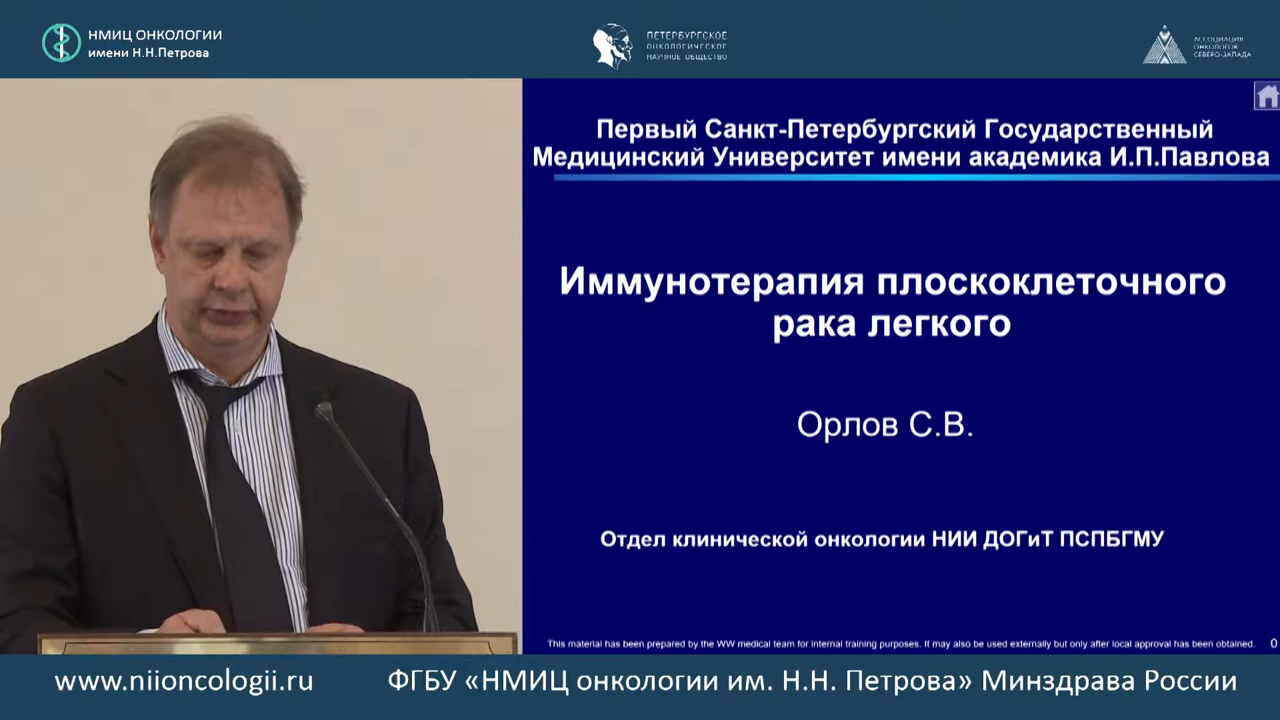 НМИЦ ОНКОЛОГИИ
имени Н.Н.Петрова
ПЕТЕРБУРГСКОЕ
ОНКОЛОГИЧЕСКОЕ
НАУЧНОЕ ОБЩЕСТВО
АССОЦИАЦИЯ
ОНКОЛОГОВ
СЕВЕРО-ЗАПАДА
Первый Санкт-Петербургский Государственный
Медицинский Университет имени академика И.П.Павлова
Иммунотерапия плоскоклеточного
рака легкого
Орлов С.В.
Отдел клинической онкологии НИИ ДОГиТ ПСПБГМУ
This material has been prepared by the WW medical team for internal training purposes. It may also be used externally but only after local approval has been obtained.
0
www.niioncologii.ru
ФГБУ «НМИЦ онкологии им. Н.Н. Петрова» Минздрава России